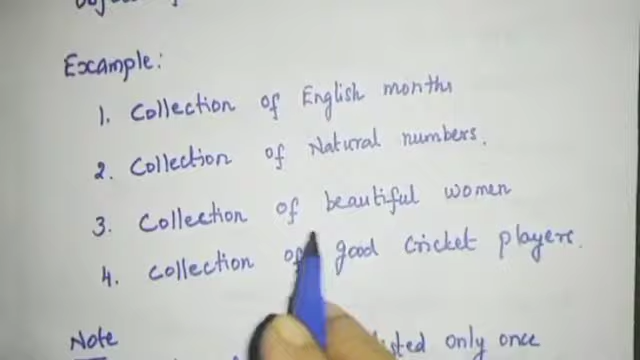 Example:
1. Collection of English months
2. Collection of Natural numbers.
3. Collection of beautiful women
4. Collection of good cricket players.
Note
only once